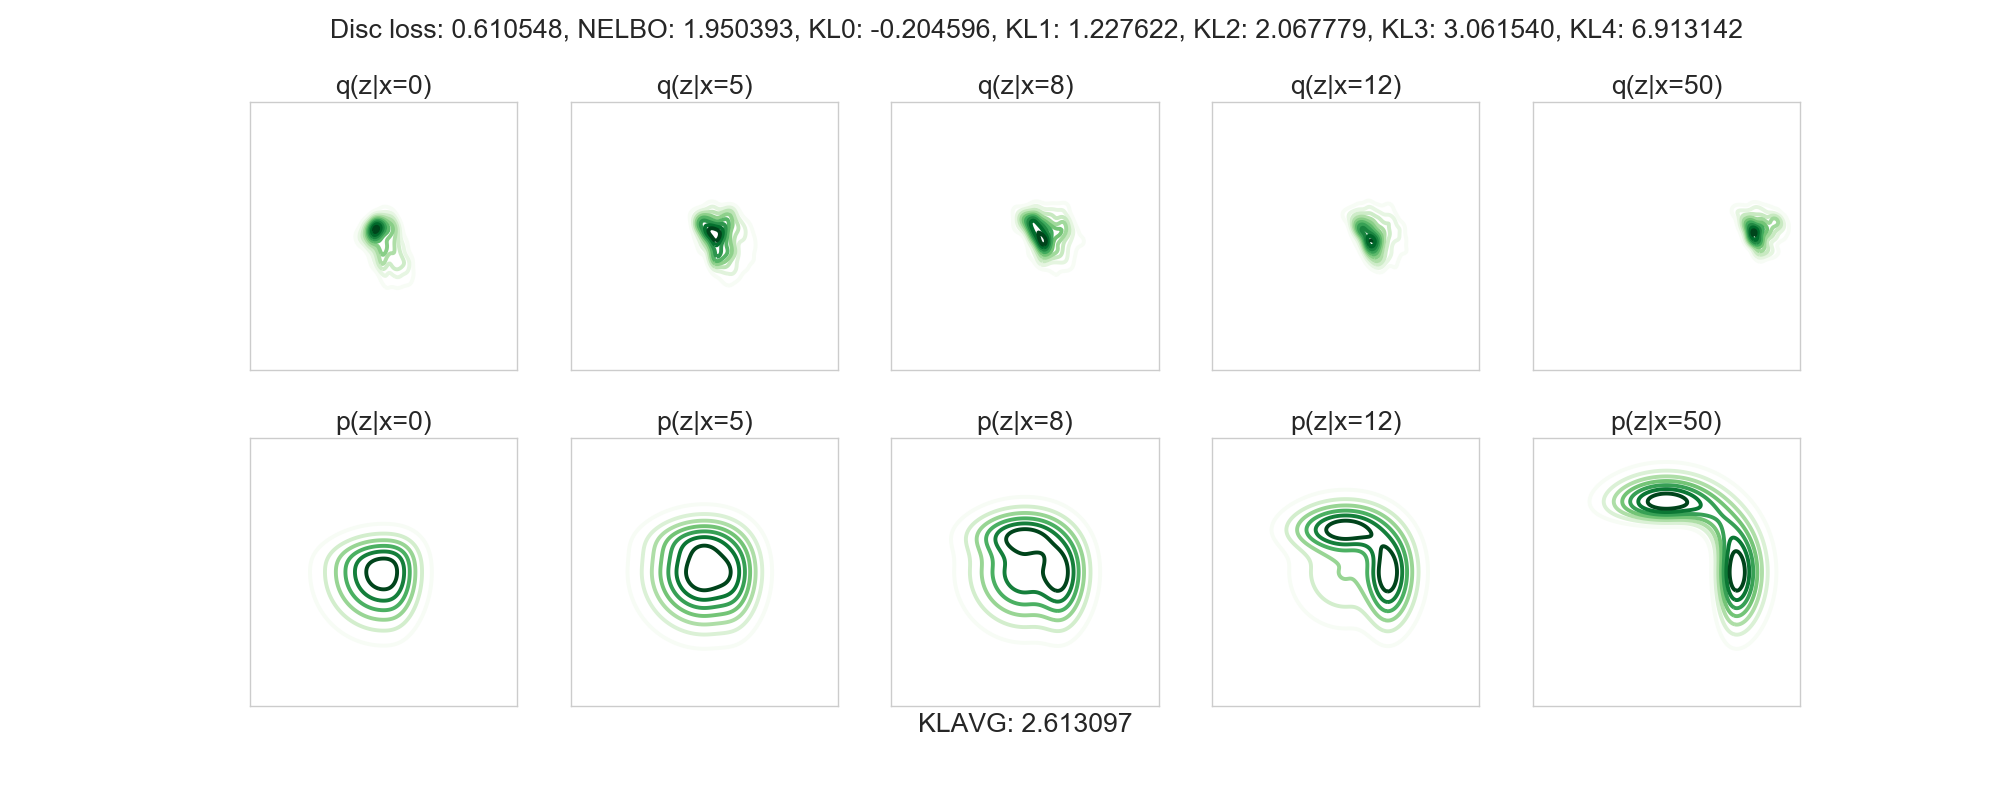 Disc loss: 0.610548, NELBO: 1.950393, KL0: -0.204596, KL1: 1.227622, KL2: 2.067779, KL3: 3.061540, KL4: 6.913142
q(z|x=0) q(z|x=5) q(z|x=8) q(z|x=12) q(z|x=50)
p(z|x=0) p(z|x=5) p(z|x=8) p(z|x=12) p(z|x=50)
KLAVG: 2.613097